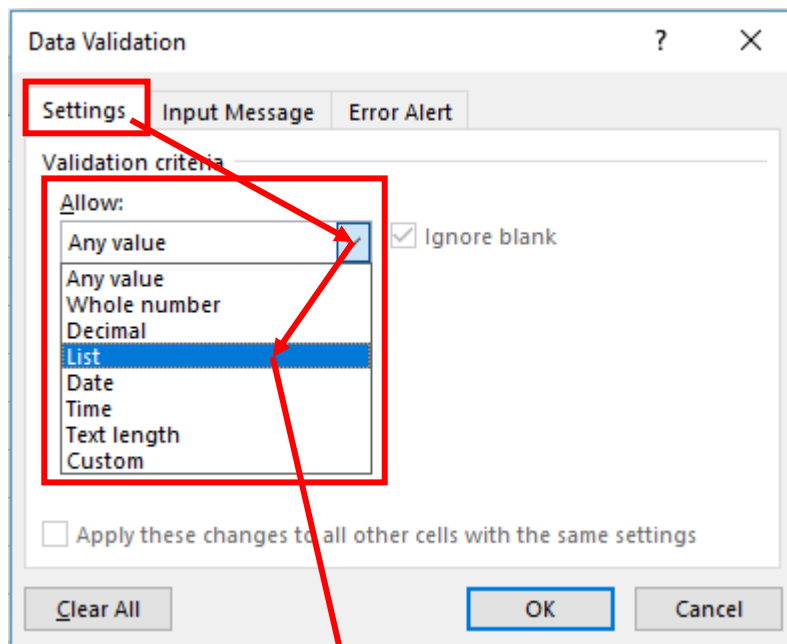 Data Validation ?
Settings Input Message Error Alert
Validation criteria
Allow:
Any value Ignore blank
Any value
Whole number
Decimal
List
Date
Time
Text length
Custom
Apply these changes to all other cells with the same settings
Clear All OK Cancel